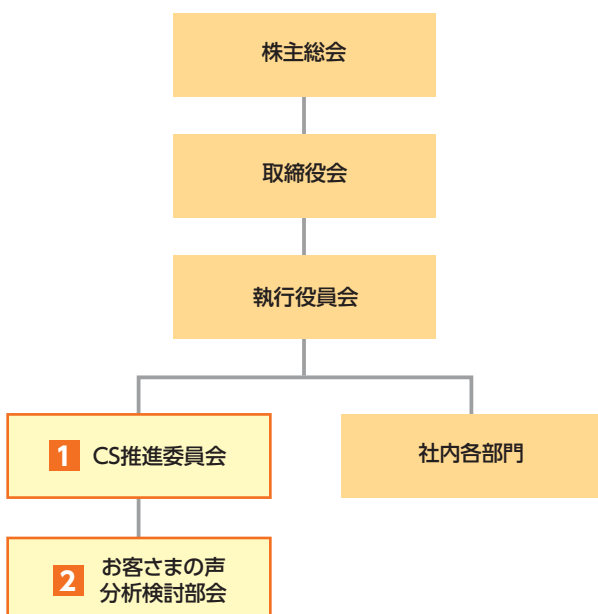 株主総会
取締役会
執行役員会
1 CS推進委員会
社内各部門
2 お客さまの声
分析検討部会